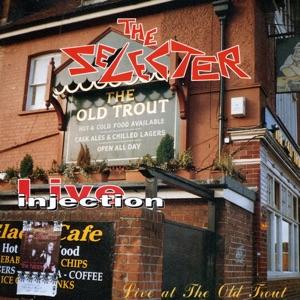 THE
SELECTER
THE
OLD TROUT
HOT & COLD FOOD AVAILABLE
CASK ALES & CHILLED LAGERS
OPEN ALL DAY
Live
injection
Cafe
Hot
Food
CHIPS
COFFEE
Live at The Old Trout